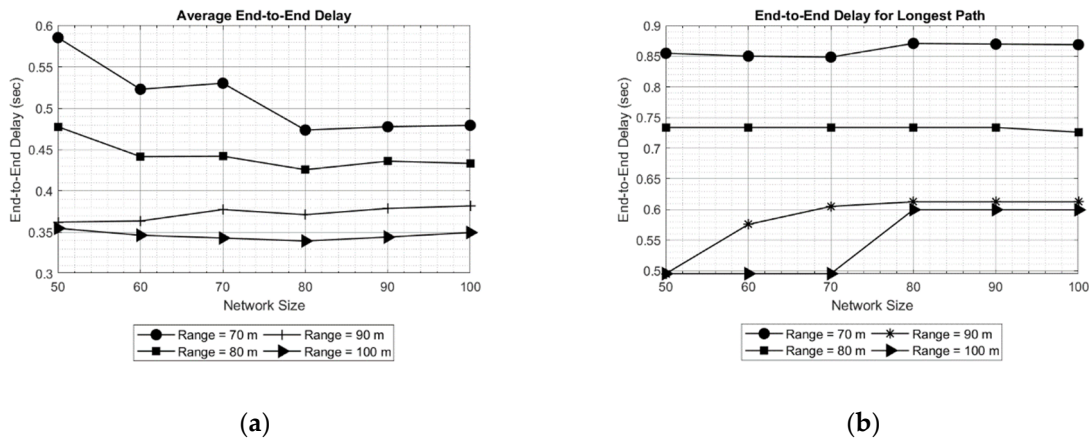 Average End-to-End Delay
0.6
0.55
0.5
0.45
0.4
0.35
0.3
End-to-End Delay (sec)
50 60 70 80 90 100
Network Size
Range = 70 m Range = 90 m
Range = 80 m Range = 100 m
(a)
End-to-End Delay for Longest Path
0.9
0.85
0.8
0.75
0.7
0.65
0.6
0.55
0.5
End-to-End Delay (sec)
50 60 70 80 90 100
Network Size
Range = 70 m Range = 90 m
Range = 80 m Range = 100 m
(b)